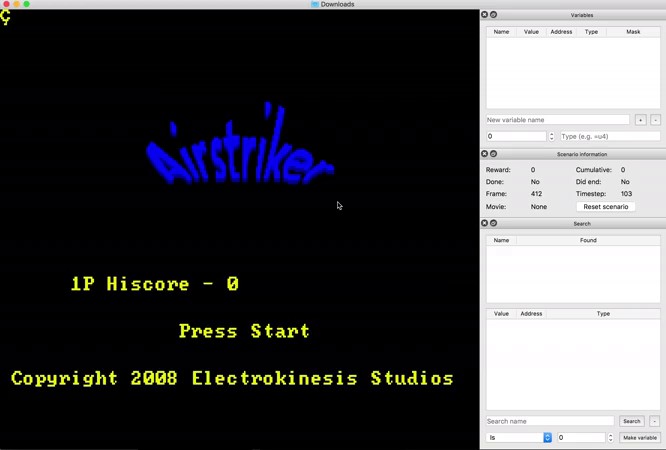 Downloads
Ç
Airstriker
1P Hiscore - 0
Press Start
Copyright 2008 Electrokinesis Studios
Variables
Name Value Address Type Mask
New variable name + -
0 Type (e.g. =u4)
Scenario information
Reward: 0 Cumulative: 0
Done: No Did end: No
Frame: 412 Timestep: 103
Movie: None Reset scenario
Search
Name Found
Value Address Type
Search name Search -
Is 0 Make variable